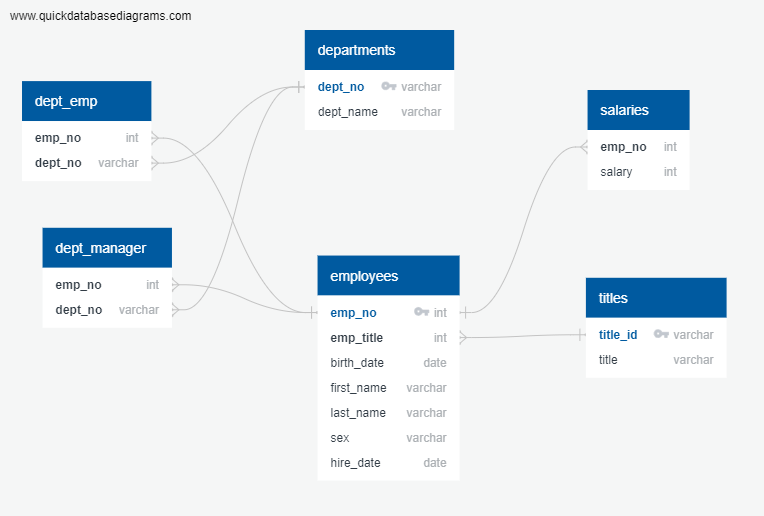 www.quickdatabasediagrams.com
departments
dept_no varchar
dept_name varchar
dept_emp
emp_no int
dept_no varchar
salaries
emp_no int
salary int
dept_manager
emp_no int
dept_no varchar
employees
emp_no int
emp_title int
birth_date date
first_name varchar
last_name varchar
sex varchar
hire_date date
titles
title_id varchar
title varchar